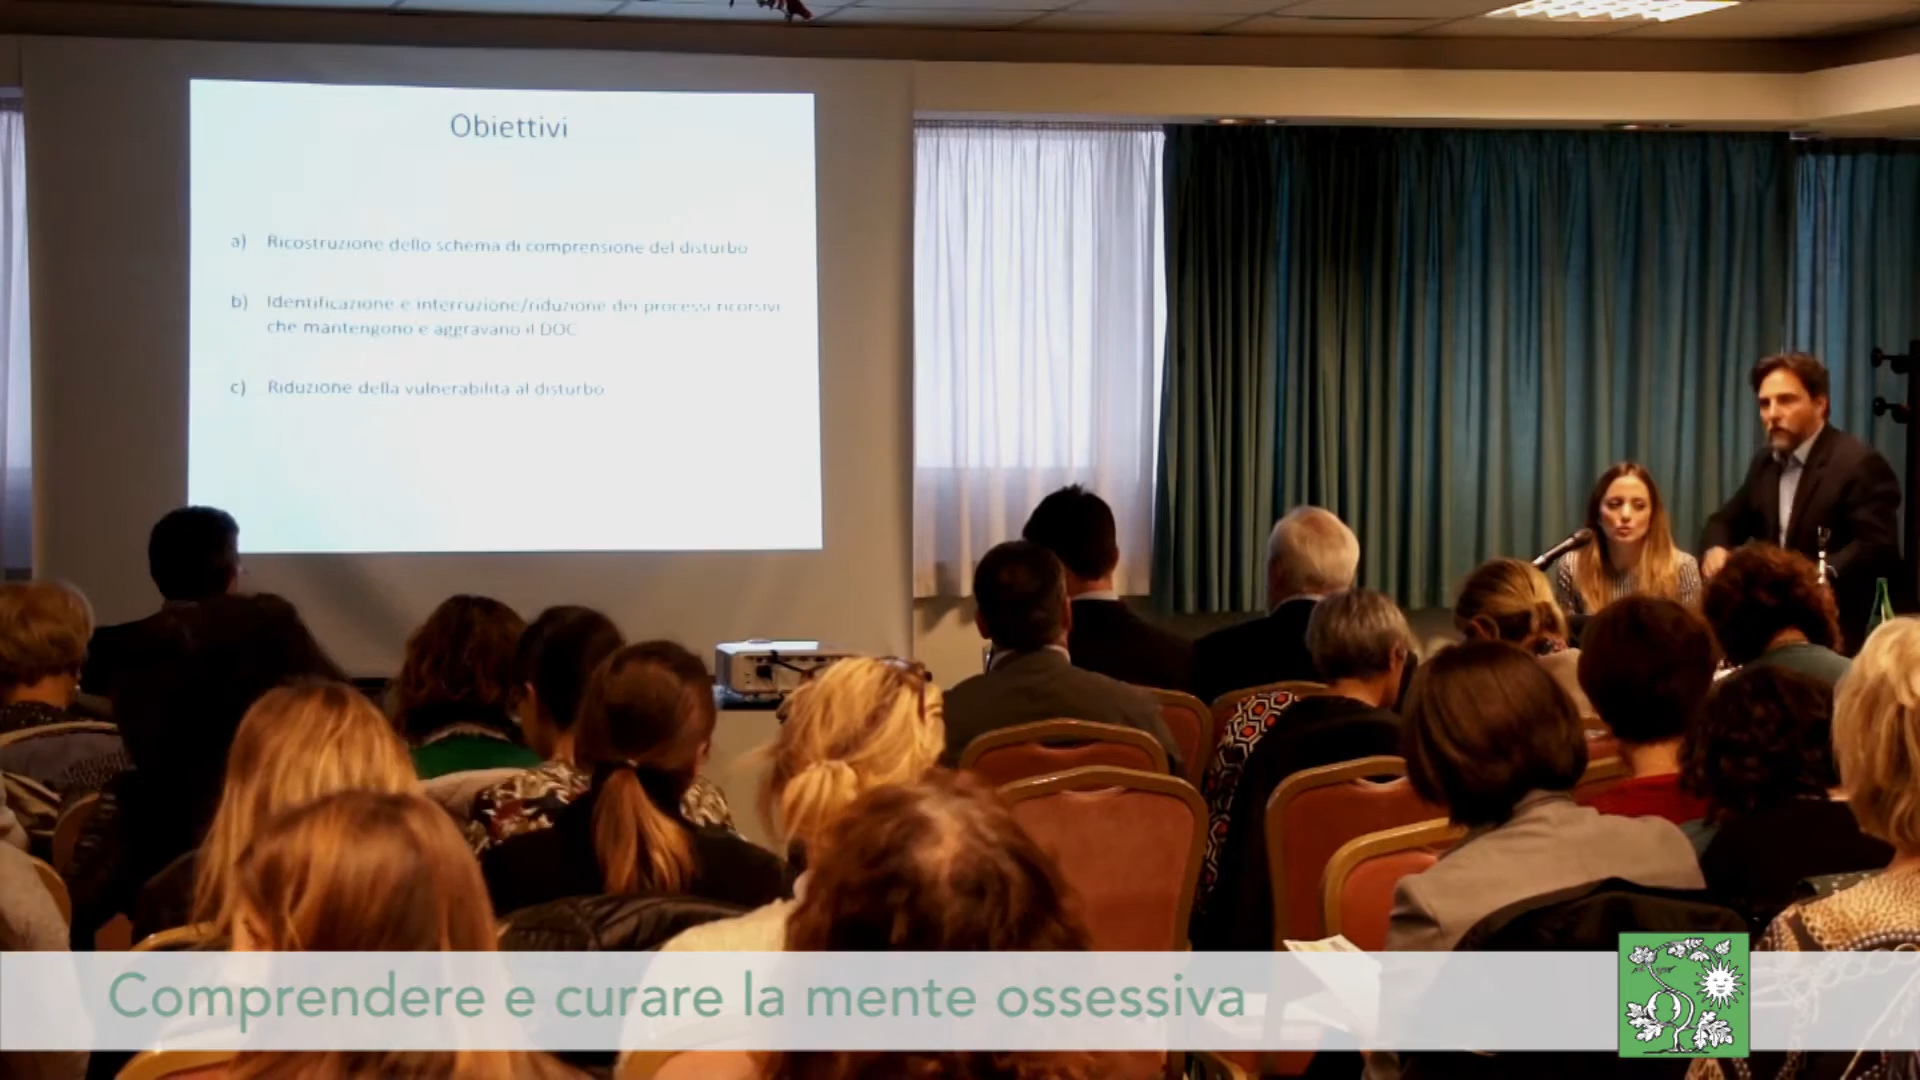 Obiettivi
a) Ricostruzione dello schema di comprensione del disturbo
b) Identificazione e interruzione/riduzione dei processi ricorsivi
che mantengono e aggravano il DOC
c) Riduzione della vulnerabilità al disturbo
Comprendere e curare la mente ossessiva